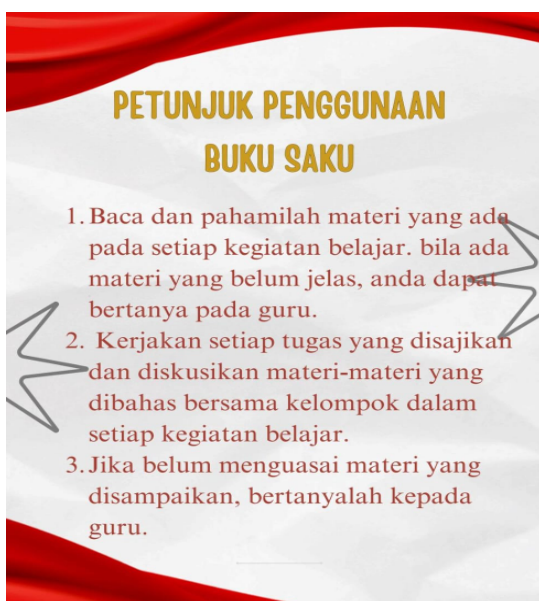 PETUNJUK PENGGUNAAN
BUKU SAKU
1. Baca dan pahamilah materi yang ada
pada setiap kegiatan belajar. bila ada
materi yang belum jelas, anda dapat
bertanya pada guru.
2. Kerjakan setiap tugas yang disajikan
dan diskusikan materi-materi yang
dibahas bersama kelompok dalam
setiap kegiatan belajar.
3. Jika belum menguasai materi yang
disampaikan, bertanyalah kepada
guru.